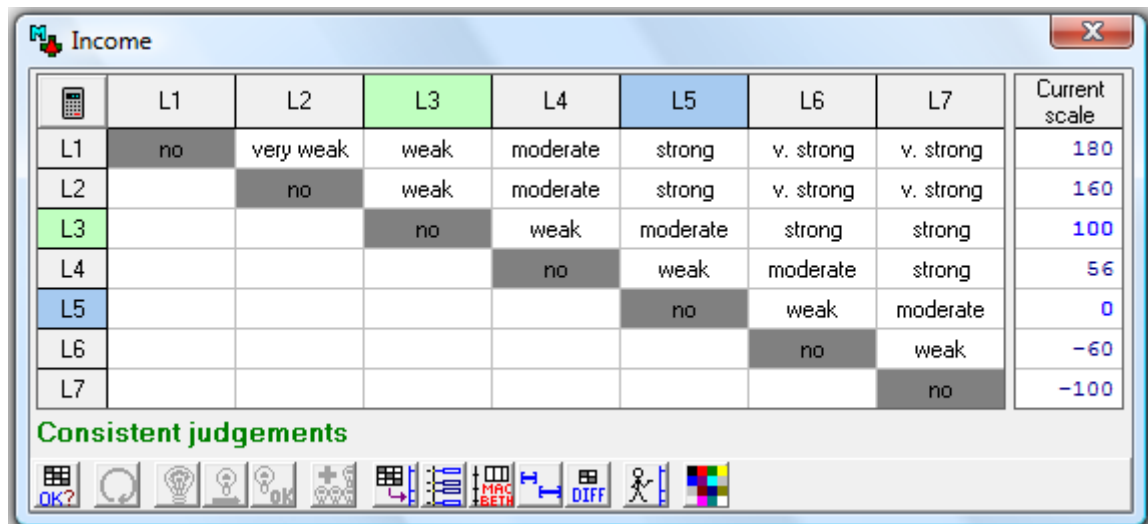 Income
L1 L2 L3 L4 L5 L6 L7 Current scale
L1 no very weak weak moderate strong v. strong v. strong 180
L2 no weak moderate strong v. strong v. strong 160
L3 no weak moderate strong strong 100
L4 no weak moderate strong 56
L5 no weak moderate 0
L6 no weak -60
L7 no -100
Consistent judgements
OK? OK MAC BETH DIFF